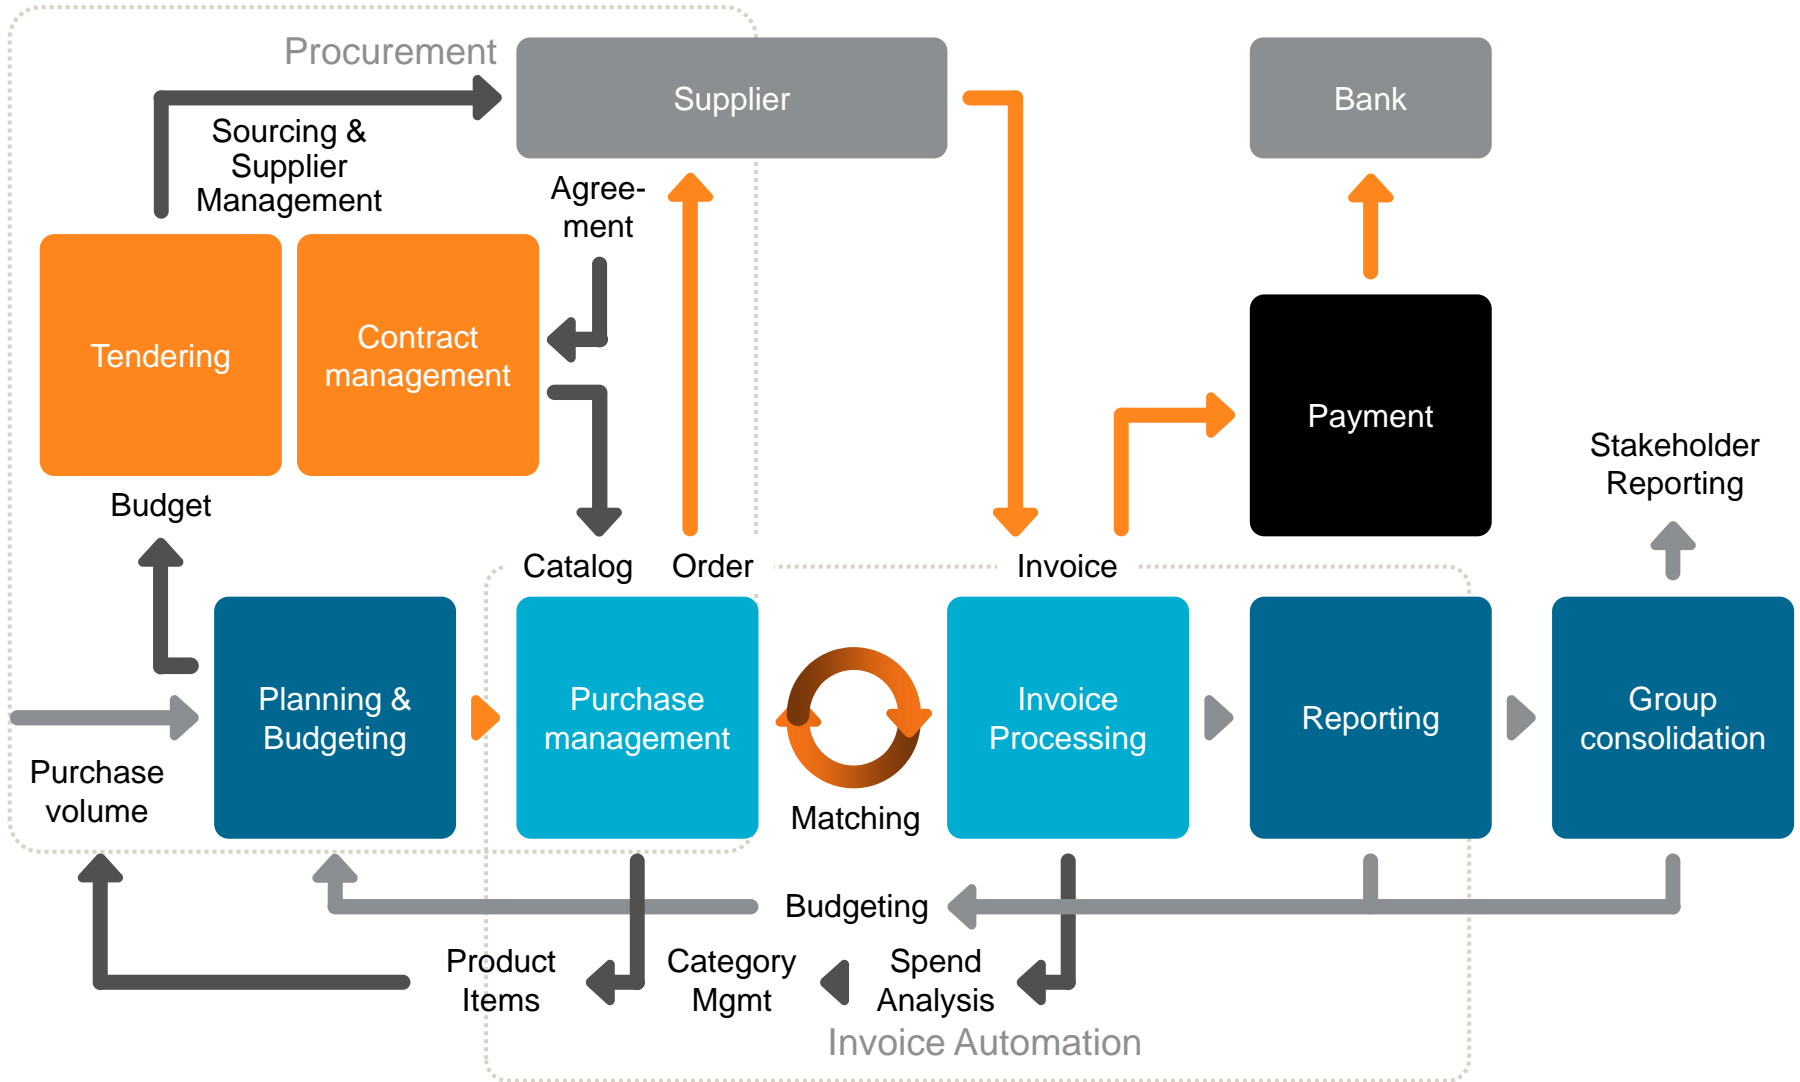 Procurement
Supplier
Bank
Sourcing &
Supplier
Management
Agree-
ment
Tendering
Contract
management
Payment
Stakeholder
Reporting
Budget
Catalog
Order
Invoice
Planning &
Budgeting
Purchase
management
Invoice
Processing
Reporting
Group
consolidation
Purchase
volume
Matching
Budgeting
Product
Items
Category
Mgmt
Spend
Analysis
Invoice Automation